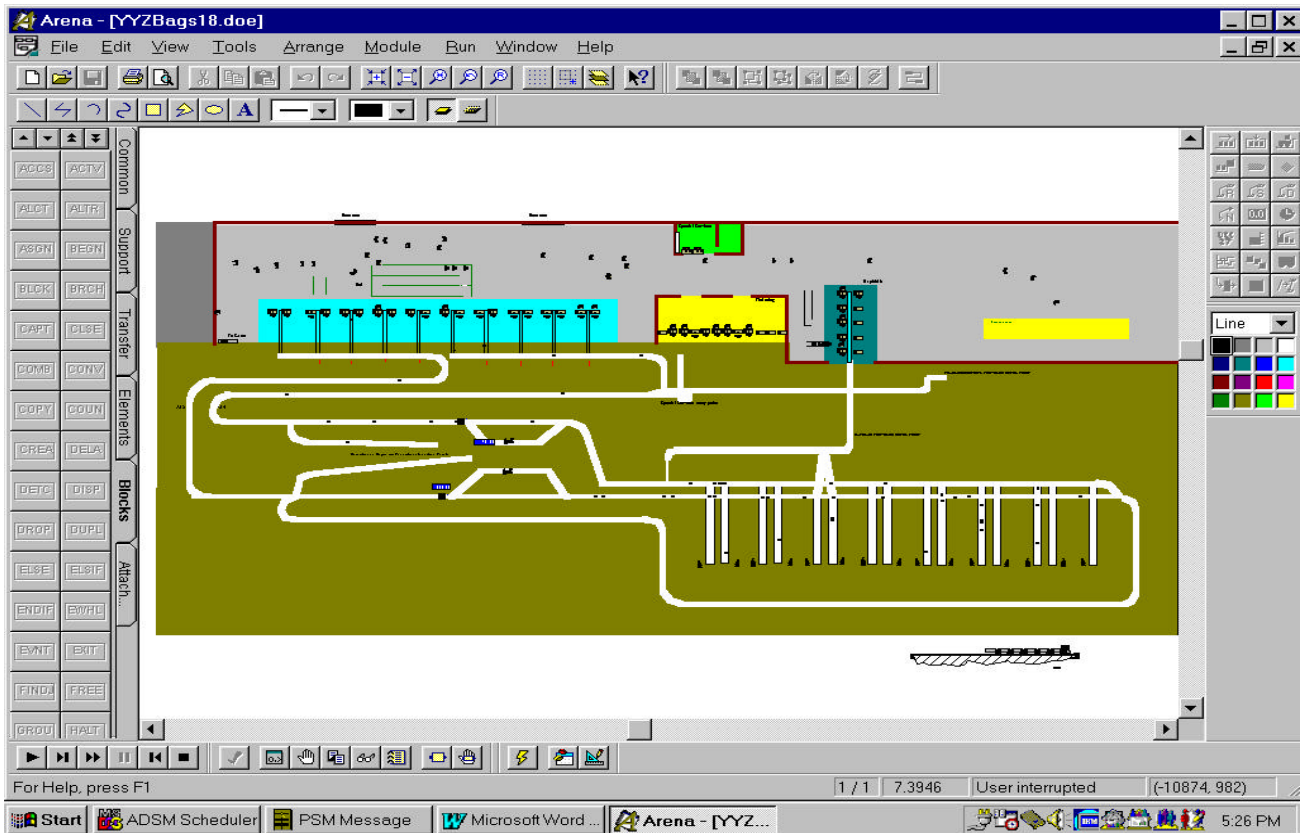 Arena - [YYZBags18.doe]
File Edit View Tools Arrange Module Run Window Help
A
Common
Support
Transfer
Elements
Blocks
Attach...
ACCS ACTV
ALCT ALTR
ASGN BEGN
BLCK BRCH
CAPT CLSE
COMB CONV
COPY COUN
CREA DELA
DETC DISP
DROP DUPL
ELSE ELSIF
ENDIF EWHL
EVNT EXIT
FINDJ FREE
GROU HALT
Line
For Help, press F1
1 / 1
7.3946
User interrupted
(-10874, 982)
Start
ADSM Scheduler
PSM Message
Microsoft Word ...
Arena - [YYZ...
5:26 PM